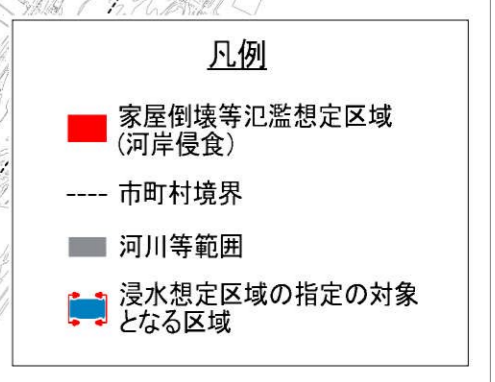 凡例
家屋倒壊等氾濫想定区域
(河岸侵食)
市町村境界
河川等範囲
浸水想定区域の指定の対象
となる区域